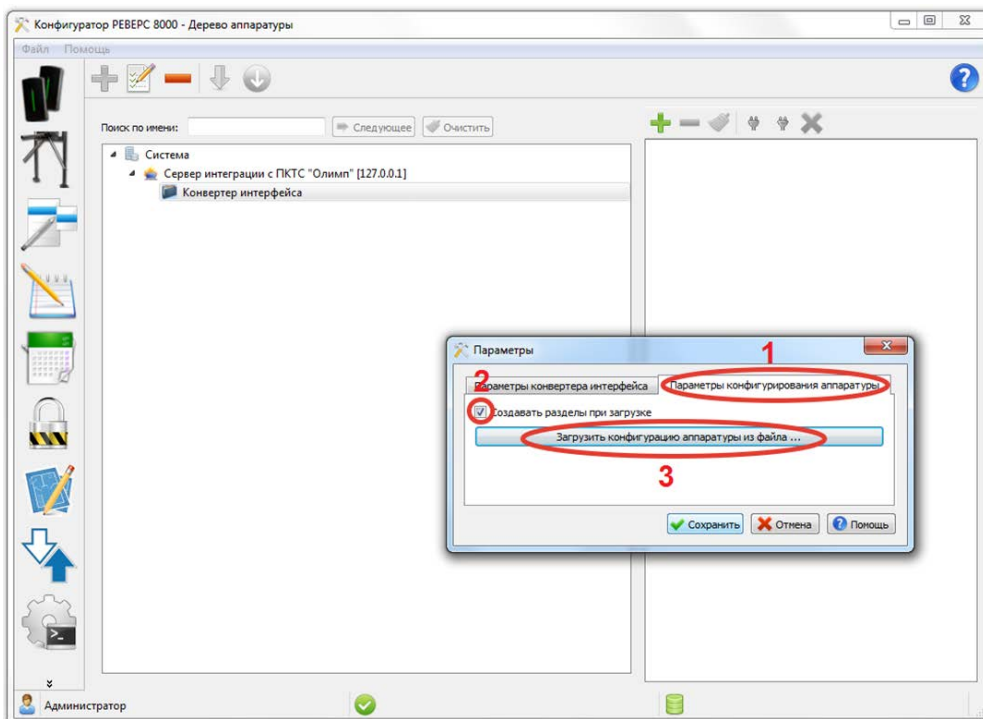 Конфигуратор РЕВЕРС 8000 - Дерево аппаратуры
Файл Помощь
Поиск по имени: Следующее Очистить
Система
Сервер интеграции с ПКТС "Олимп" [127.0.0.1]
Конвертер интерфейса
Параметры
1
2
Параметры конвертера интерфейса Параметры конфигурирования аппаратуры
Создавать разделы при загрузке
Загрузить конфигурацию аппаратуры из файла ...
3
Сохранить Отмена Помощь
Администратор